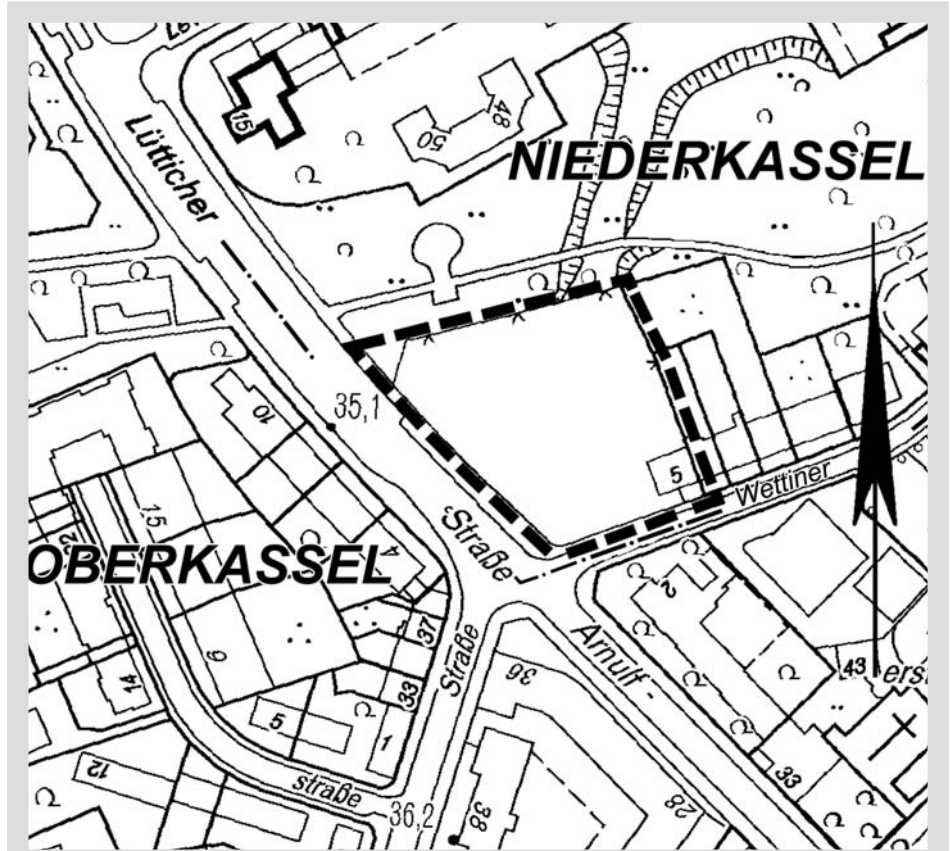 15
50
48
NIEDERKASSEL
Lütticher
35,1
10
5
Wettiner
-Straße
OBERKASSEL
15
4
2
37
Straße
Arnulf-
43
9
33
36
14
5
1
12
straße
36,2
38
28
33